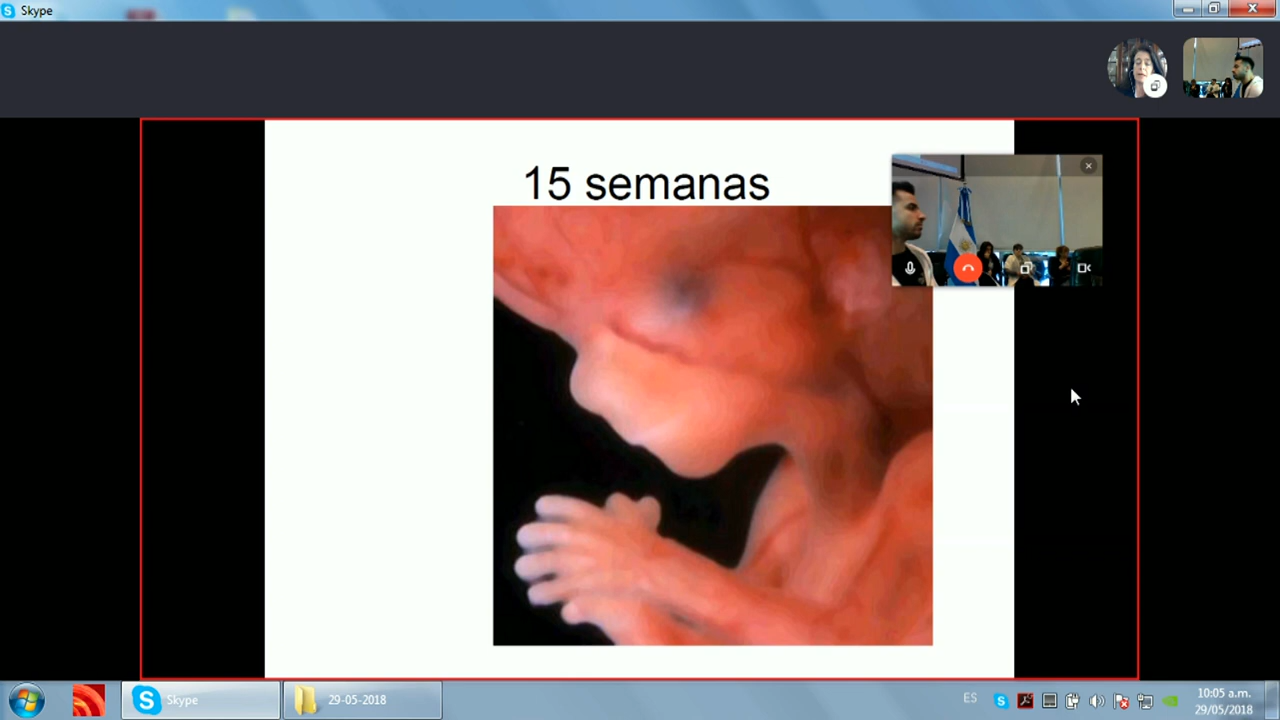 Skype
15 semanas
Skype
29-05-2018
ES
10:05 a.m.
29/05/2018